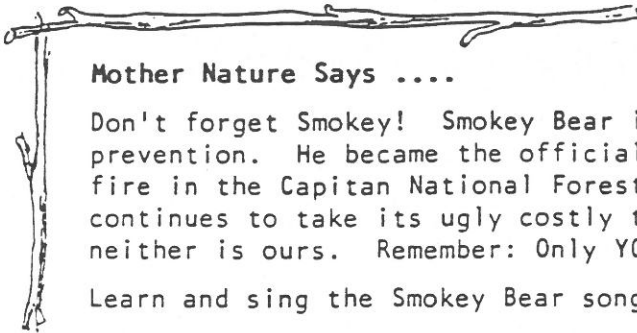 Mother Nature Says ....
Don't forget Smokey! Smokey Bear
prevention. He became the official
fire in the Capitan National Forest
continues to take its ugly costly
neither is ours. Remember: Only
Learn and sing the Smokey Bear song